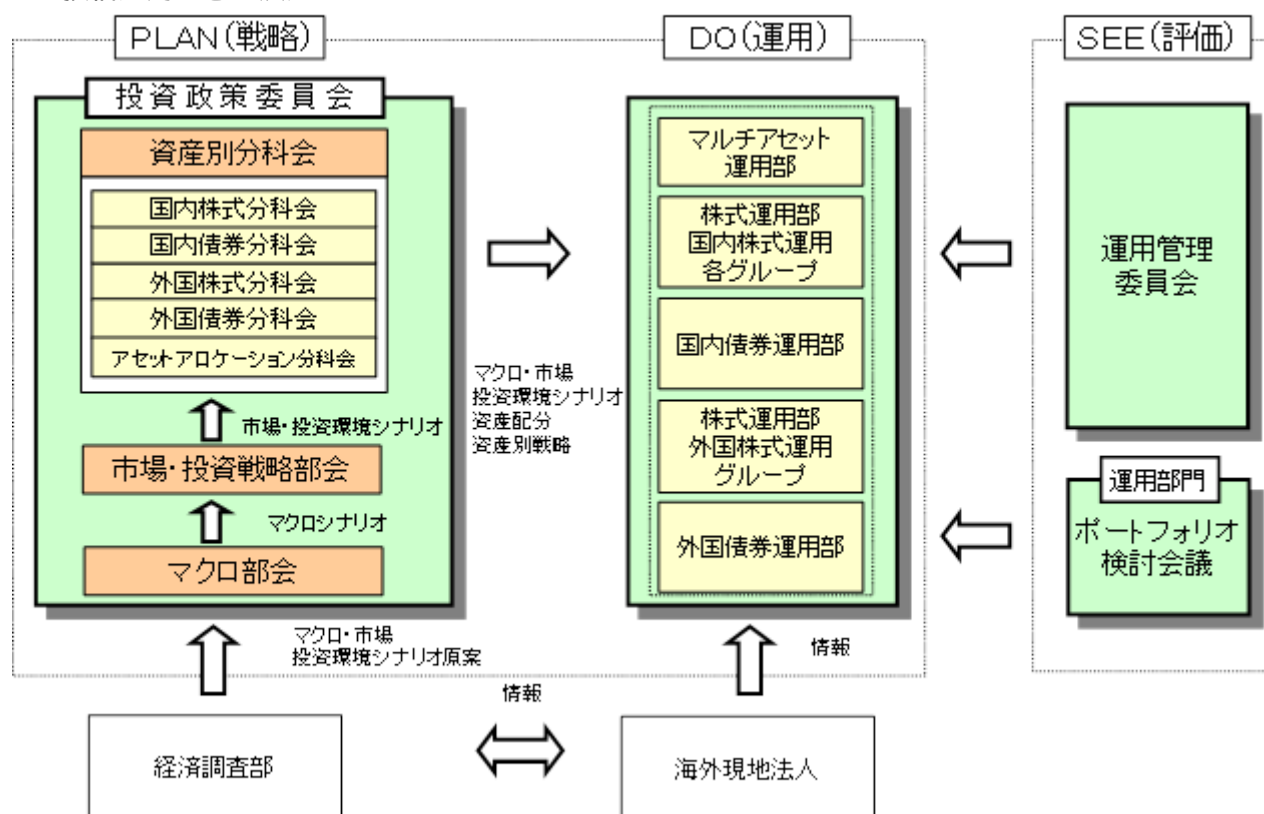 PLAN(戦略)
投資政策委員会
資産別分科会
国内株式分科会
国内債券分科会
外国株式分科会
外国債券分科会
アセットアロケーション分科会
市場・投資環境シナリオ
市場・投資戦略部会
マクロシナリオ
マクロ部会
マクロ・市場
投資環境シナリオ原案
経済調査部
マクロ・市場
投資環境シナリオ
資産配分
資産別戦略
情報
DO(運用)
マルチアセット
運用部
株式運用部
国内株式運用
各グループ
国内債券運用部
株式運用部
外国株式運用
グループ
外国債券運用部
情報
海外現地法人
SEE(評価)
運用管理
委員会
運用部門
ポートフォリオ
検討会議